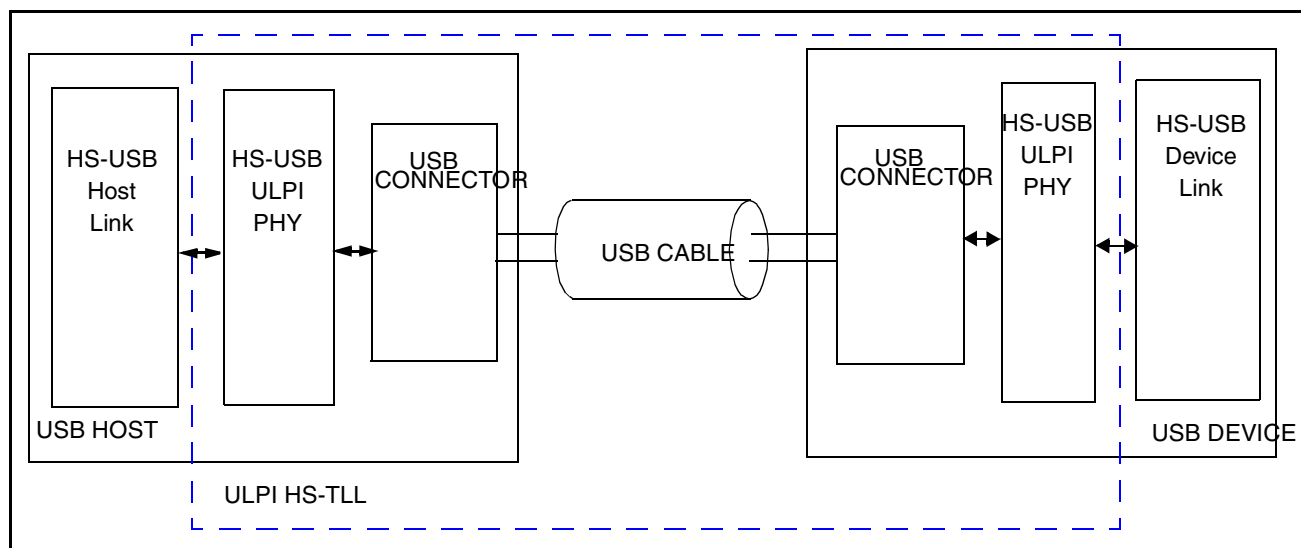 HS-USB
Host
Link
HS-USB
ULPI
PHY
USB
CONNECTOR
USB CABLE
USB
CONNECTOR
HS-USB
ULPI
PHY
HS-USB
Device
Link
USB HOST
USB DEVICE
ULPI HS-TLL